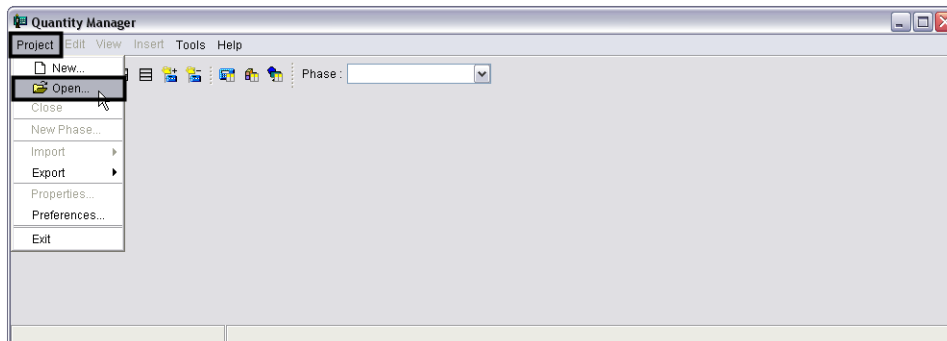 Quantity Manager
Project Edit View Insert Tools Help
New...
Phase :
Open...
Close
New Phase...
Import
Export
Properties...
Preferences...
Exit